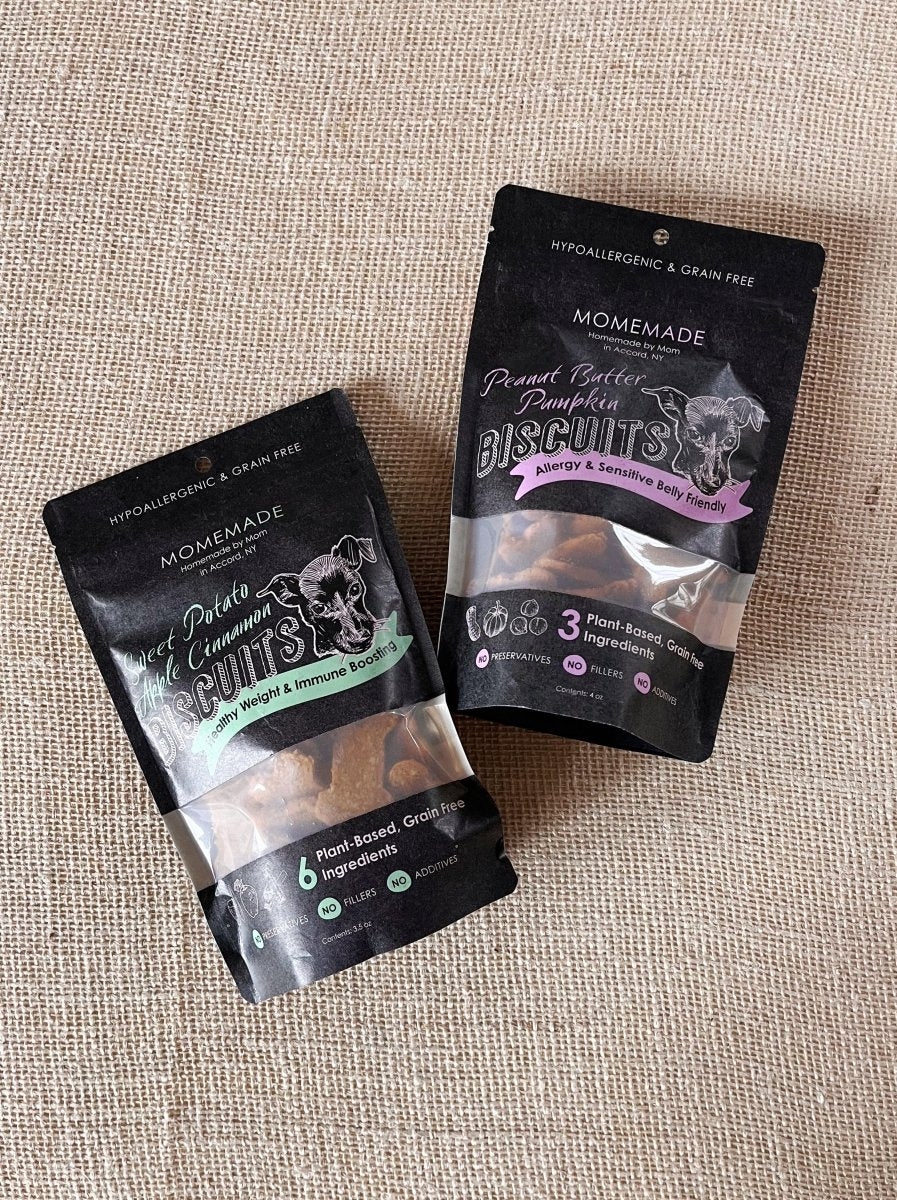 HYPOALLERGENIC & GRAIN FREE
MOMEMADE
Homemade by Mom
in Accord, NY
Sweet Potato
Apple Cinnamon
BISCUITS
Healthy Weight & Immune Boosting
6 Plant-Based, Grain Free
Ingredients
NO PRESERVATIVES NO FILLERS NO ADDITIVES
Contents: 3.5 oz
HYPOALLERGENIC & GRAIN FREE
MOMEMADE
Homemade by Mom
in Accord, NY
Peanut Butter
Pumpkin
BISCUITS
Allergy & Sensitive Belly Friendly
3 Plant-Based, Grain Free
Ingredients
NO PRESERVATIVES NO FILLERS NO ADDITIVES
Contents: 4 oz